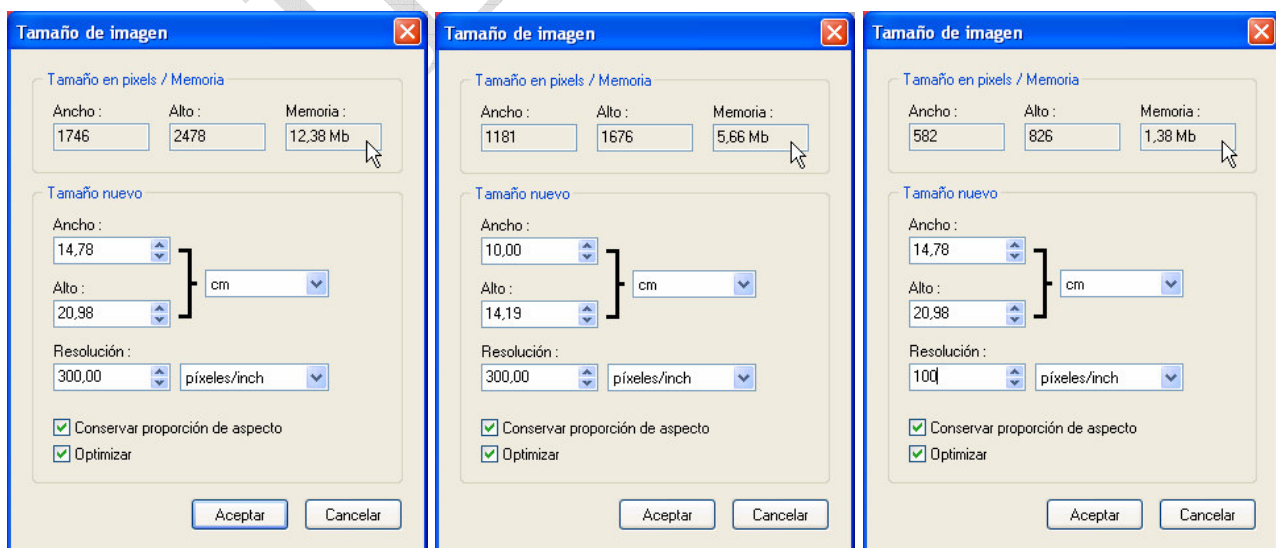 Tamaño de imagen
Tamaño en pixels / Memoria
Ancho : Alto : Memoria :
1746 2478 12,38 Mb
Tamaño nuevo
Ancho :
14,78
cm
Alto :
20,98
Resolución :
300,00 píxeles/inch
Conservar proporción de aspecto
Optimizar
Aceptar Cancelar
Tamaño de imagen
Tamaño en pixels / Memoria
Ancho : Alto : Memoria :
1181 1676 5,66 Mb
Tamaño nuevo
Ancho :
10,00
cm
Alto :
14,19
Resolución :
300,00 píxeles/inch
Conservar proporción de aspecto
Optimizar
Aceptar Cancelar
Tamaño de imagen
Tamaño en pixels / Memoria
Ancho : Alto : Memoria :
582 826 1,38 Mb
Tamaño nuevo
Ancho :
14,78
cm
Alto :
20,98
Resolución :
100 píxeles/inch
Conservar proporción de aspecto
Optimizar
Aceptar Cancelar